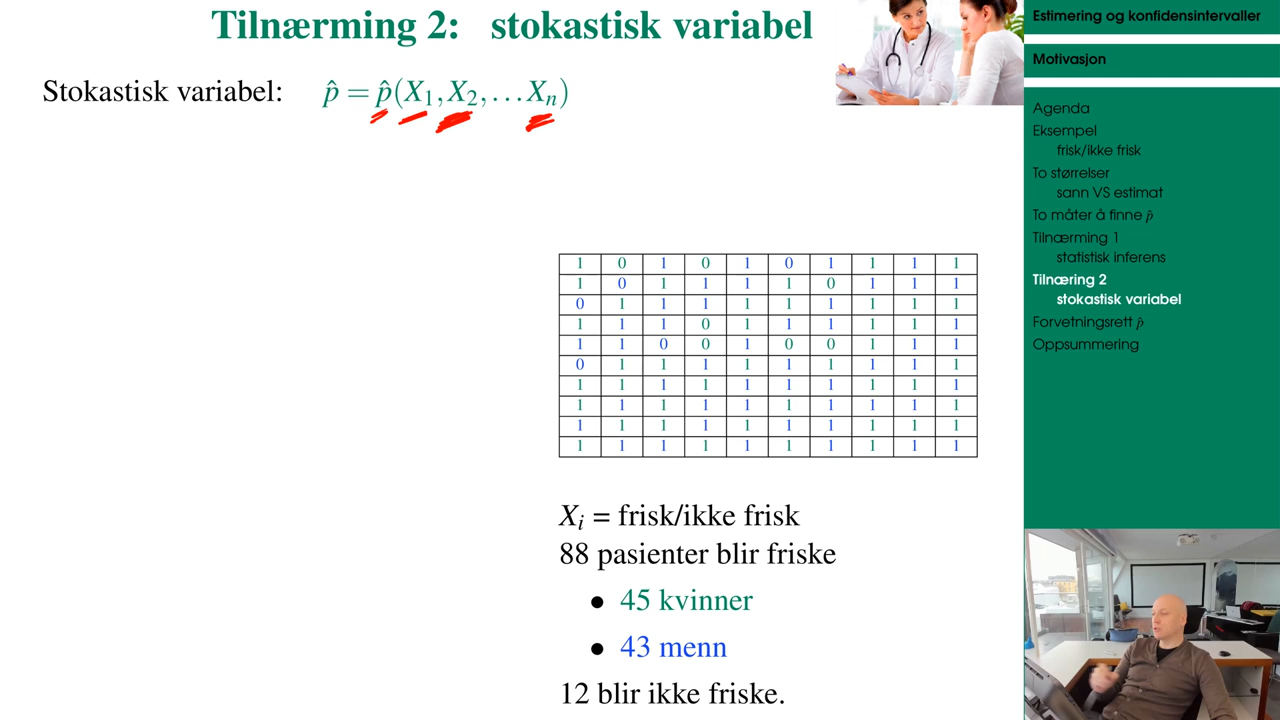 Tilnærming 2: stokastisk variabel
Stokastisk variabel: p̂ = p̂(X₁, X₂, … Xₙ)
1 0 1 0 1 0 1 1 1 1
1 0 1 1 1 1 0 1 1 1
0 1 1 1 1 1 1 1 1 1
1 1 1 0 1 1 1 1 1 1
1 1 0 0 1 0 0 1 1 1
0 1 1 1 1 1 1 1 1 1
1 1 1 1 1 1 1 1 1 1
1 1 1 1 1 1 1 1 1 1
1 1 1 1 1 1 1 1 1 1
1 1 1 1 1 1 1 1 1 1
Xᵢ = frisk/ikke frisk
88 pasienter blir friske
• 45 kvinner
• 43 menn
12 blir ikke friske.
Estimering og konfidensintervaller
Motivasjon
Agenda
Eksempel
frisk/ikke frisk
To størrelser
sann VS estimat
To måter å finne p̂
Tilnærming 1
statistisk inferens
Tilnæring 2
stokastisk variabel
Forvetningsrett p̂
Oppsummering